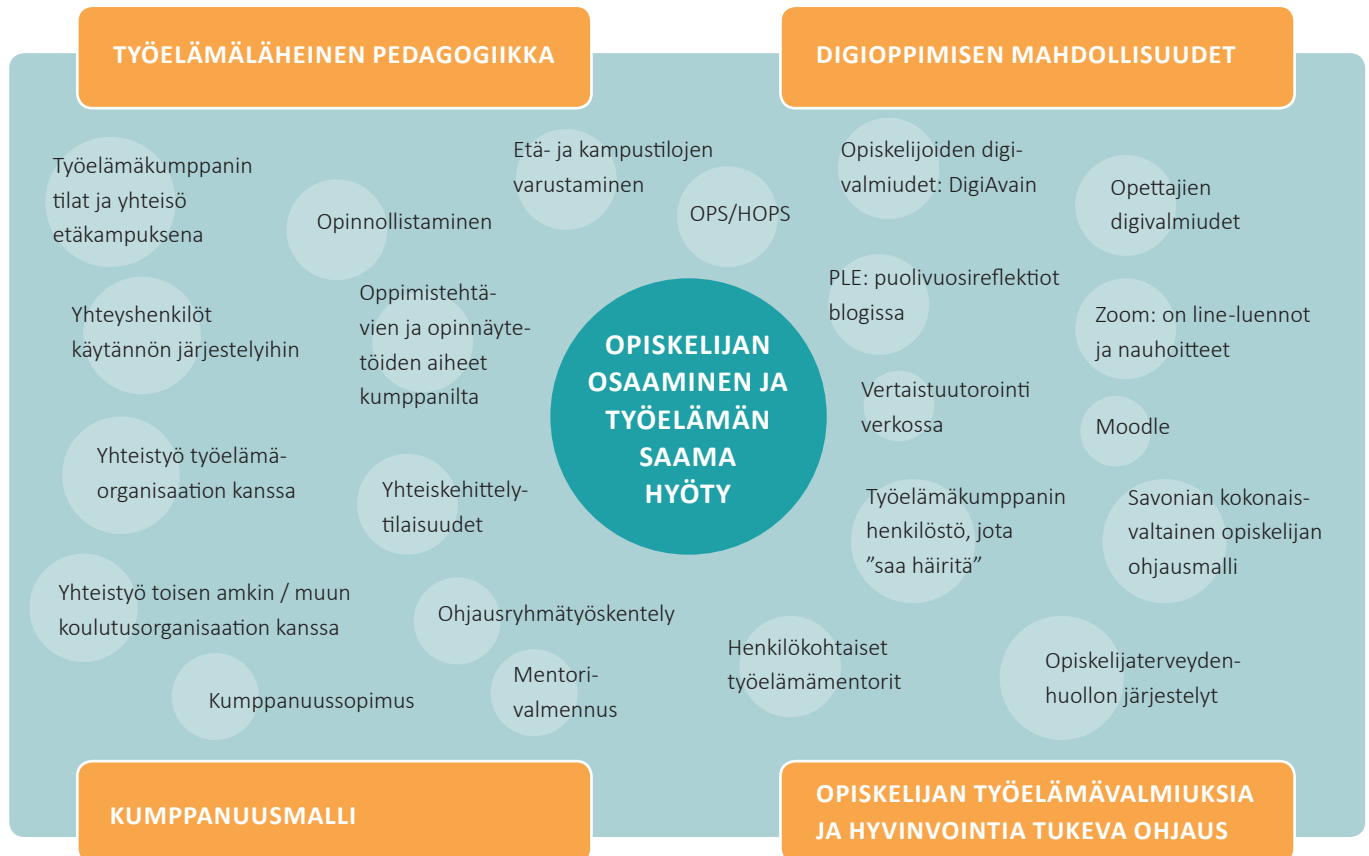 TYÖELÄMÄLÄHEINEN PEDAGOGIIKKA
DIGIOPPIMISEN MAHDOLLISUUDET
Työelämäkumppanin
tilat ja yhteisö
etäkampuksena
Opinnollistaminen
Etä- ja kampustilojen
varustaminen
OPS/HOPS
Opiskelijoiden digi-
valmiudet: DigiAvain
Opettajien
digivalmiudet
Yhteyshenkilöt
käytännön järjestelyihin
Oppimistehtä-
vien ja opinnäyte-
töiden aiheet
kumppanilta
OPISKELIJAN
OSAAMINEN JA
TYÖELÄMÄN
SAAMA
HYÖTY
PLE: puolivuosireflektiot
blogissa
Zoom: on line-luennot
ja nauhoitteet
Vertaistuutorointi
verkossa
Moodle
Yhteistyö työelämä-
organisaation kanssa
Yhteiskehittely-
tilaisuudet
Työelämäkumppanin
henkilöstö, jota
”saa häiritä”
Savonian kokonais-
valtainen opiskelijan
ohjausmalli
Yhteistyö toisen amkin / muun
koulutusorganisaation kanssa
Ohjausryhmätyöskentely
Kumppanuussopimus
Mentori-
valmennus
Henkilökohtaiset
työelämämentorit
Opiskelijaterveyden-
huollon järjestelyt
KUMPPANUUSMALLI
OPISKELIJAN TYÖELÄMÄVALMIUKSIA
JA HYVINVOINTIA TUKEVA OHJAUS